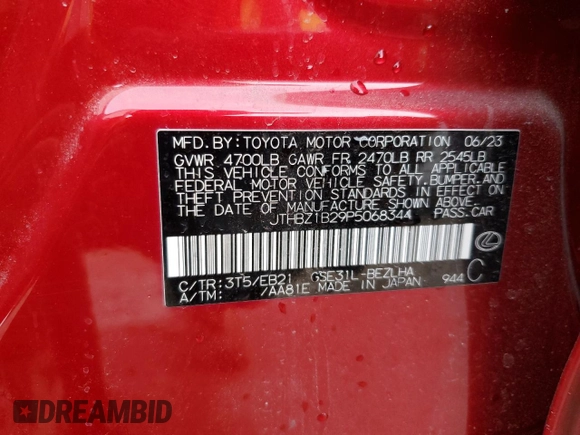 MFD. BY: TOYOTA MOTOR CORPORATION 06/23
GVWR 4700LB GAWR FR 2470LB RR 2545LB
THIS VEHICLE CONFORMS TO ALL APPLICABLE
FEDERAL MOTOR VEHICLE SAFETY, BUMPER, AND
THEFT PREVENTION STANDARDS IN EFFECT ON
THE DATE OF MANUFACTURE SHOWN ABOVE.
JTHBZ1B29P5068344 PASS.CAR
C/TR: 3T5/EB21 GSE31L-BEZLHA
A/TM: /AA81E MADE IN JAPAN 944 C
DREAMBID